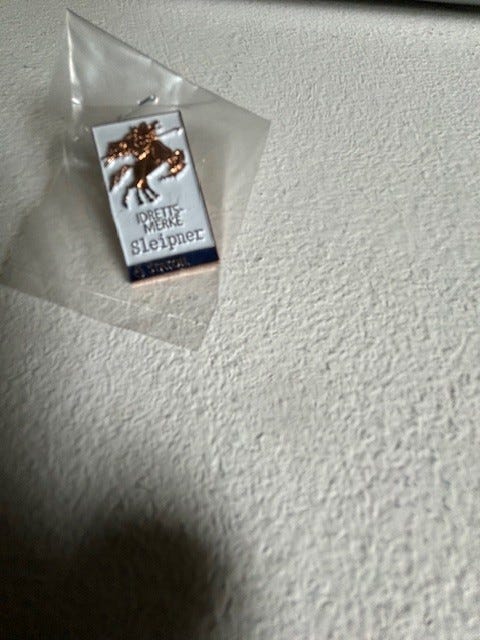 IDRETTS-
MERKE
Sleipner